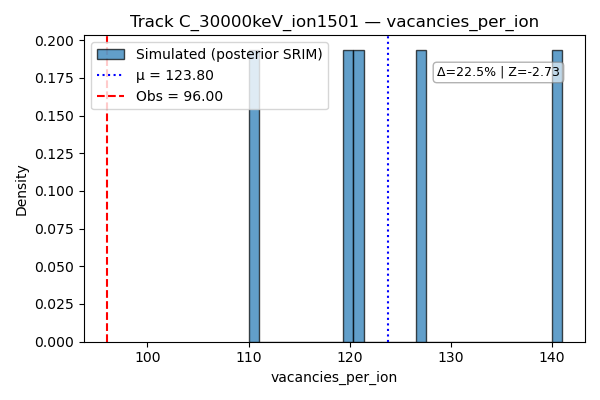 Track C_30000keV_ion1501 — vacancies_per_ion
Simulated (posterior SRIM)
μ = 123.80
Obs = 96.00
Δ=22.5% | Z=-2.73
Density
0.200
0.175
0.150
0.125
0.100
0.075
0.050
0.025
0.000
100
110
120
130
140
vacancies_per_ion